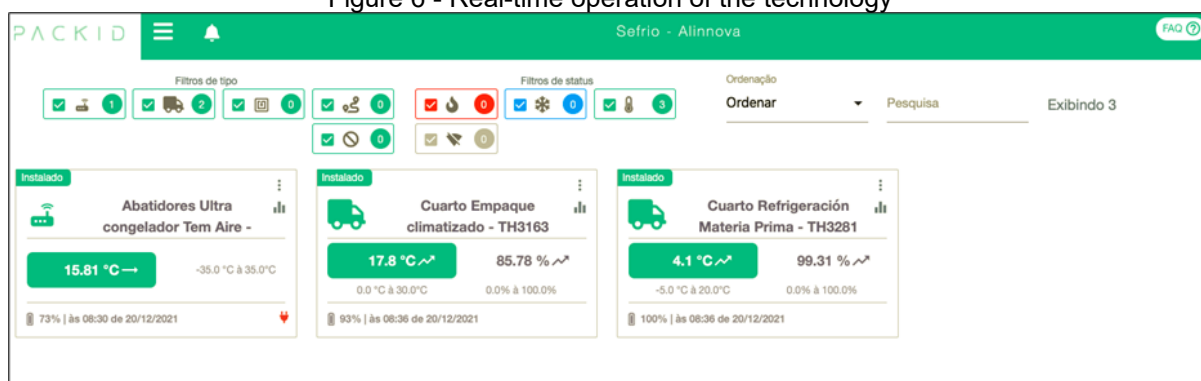 Figure 6 - Real-time operation of the technology
PACKID
Sefrio - Alinnova
FAQ ?
Filtros de tipo
Filtros de status
Ordenação
1
2
0
0
0
0
3
Ordenar
Pesquisa
Exibindo 3
0
0
Instalado
Abatidores Ultra
congelador Tem Aire -
15.81 °C
-35.0 °C à 35.0°C
73% | às 08:30 de 20/12/2021
Instalado
Cuarto Empaque
climatizado - TH3163
17.8 °C
85.78 %
0.0 °C à 30.0°C
0.0% à 100.0%
93% | às 08:36 de 20/12/2021
Instalado
Cuarto Refrigeración
Materia Prima - TH3281
4.1 °C
99.31 %
-5.0 °C à 20.0°C
0.0% à 100.0%
100% | às 08:36 de 20/12/2021